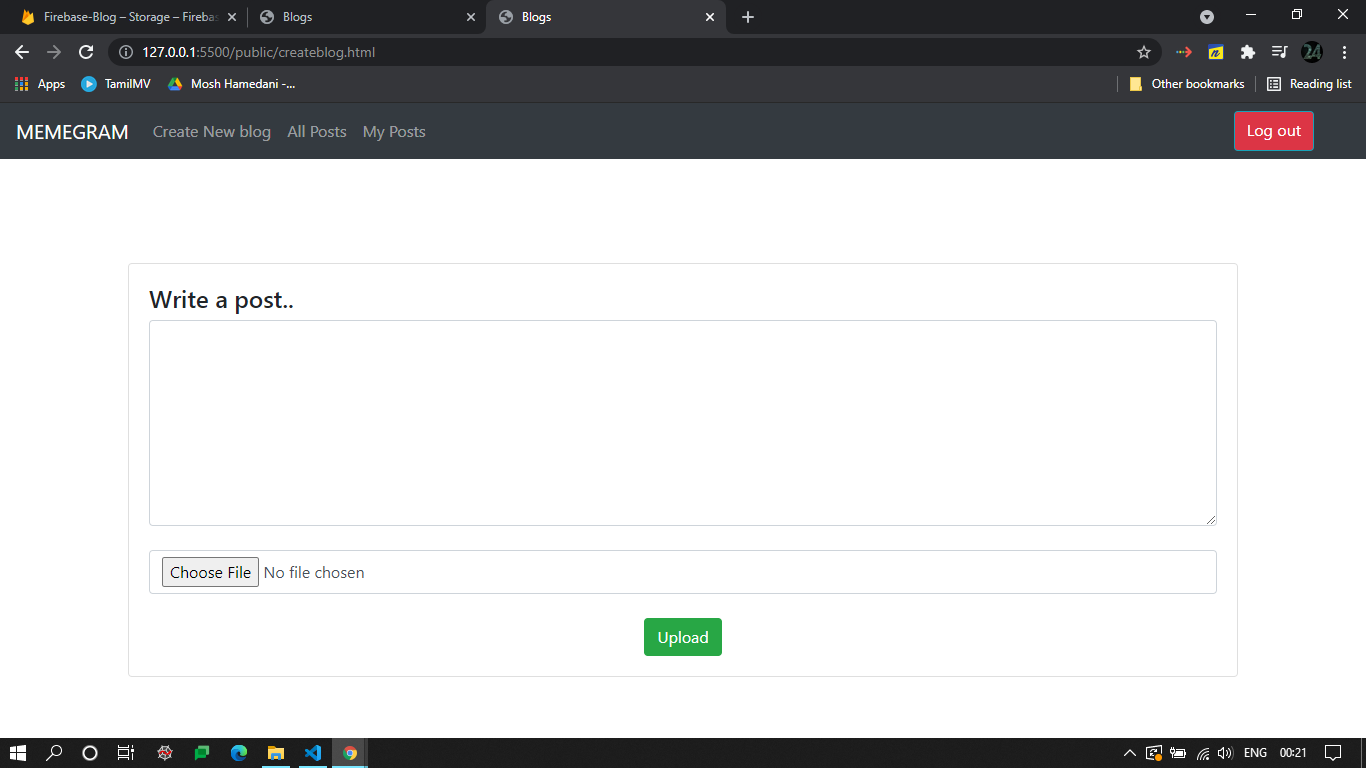 Firebase-Blog – Storage – Firebas
Blogs
Blogs
127.0.0.1:5500/public/createblog.html
Apps
TamilMV
Mosh Hamedani -...
Other bookmarks
Reading list
MEMEGRAM
Create New blog
All Posts
My Posts
Log out
Write a post..
Choose File No file chosen
Upload
ENG
00:21